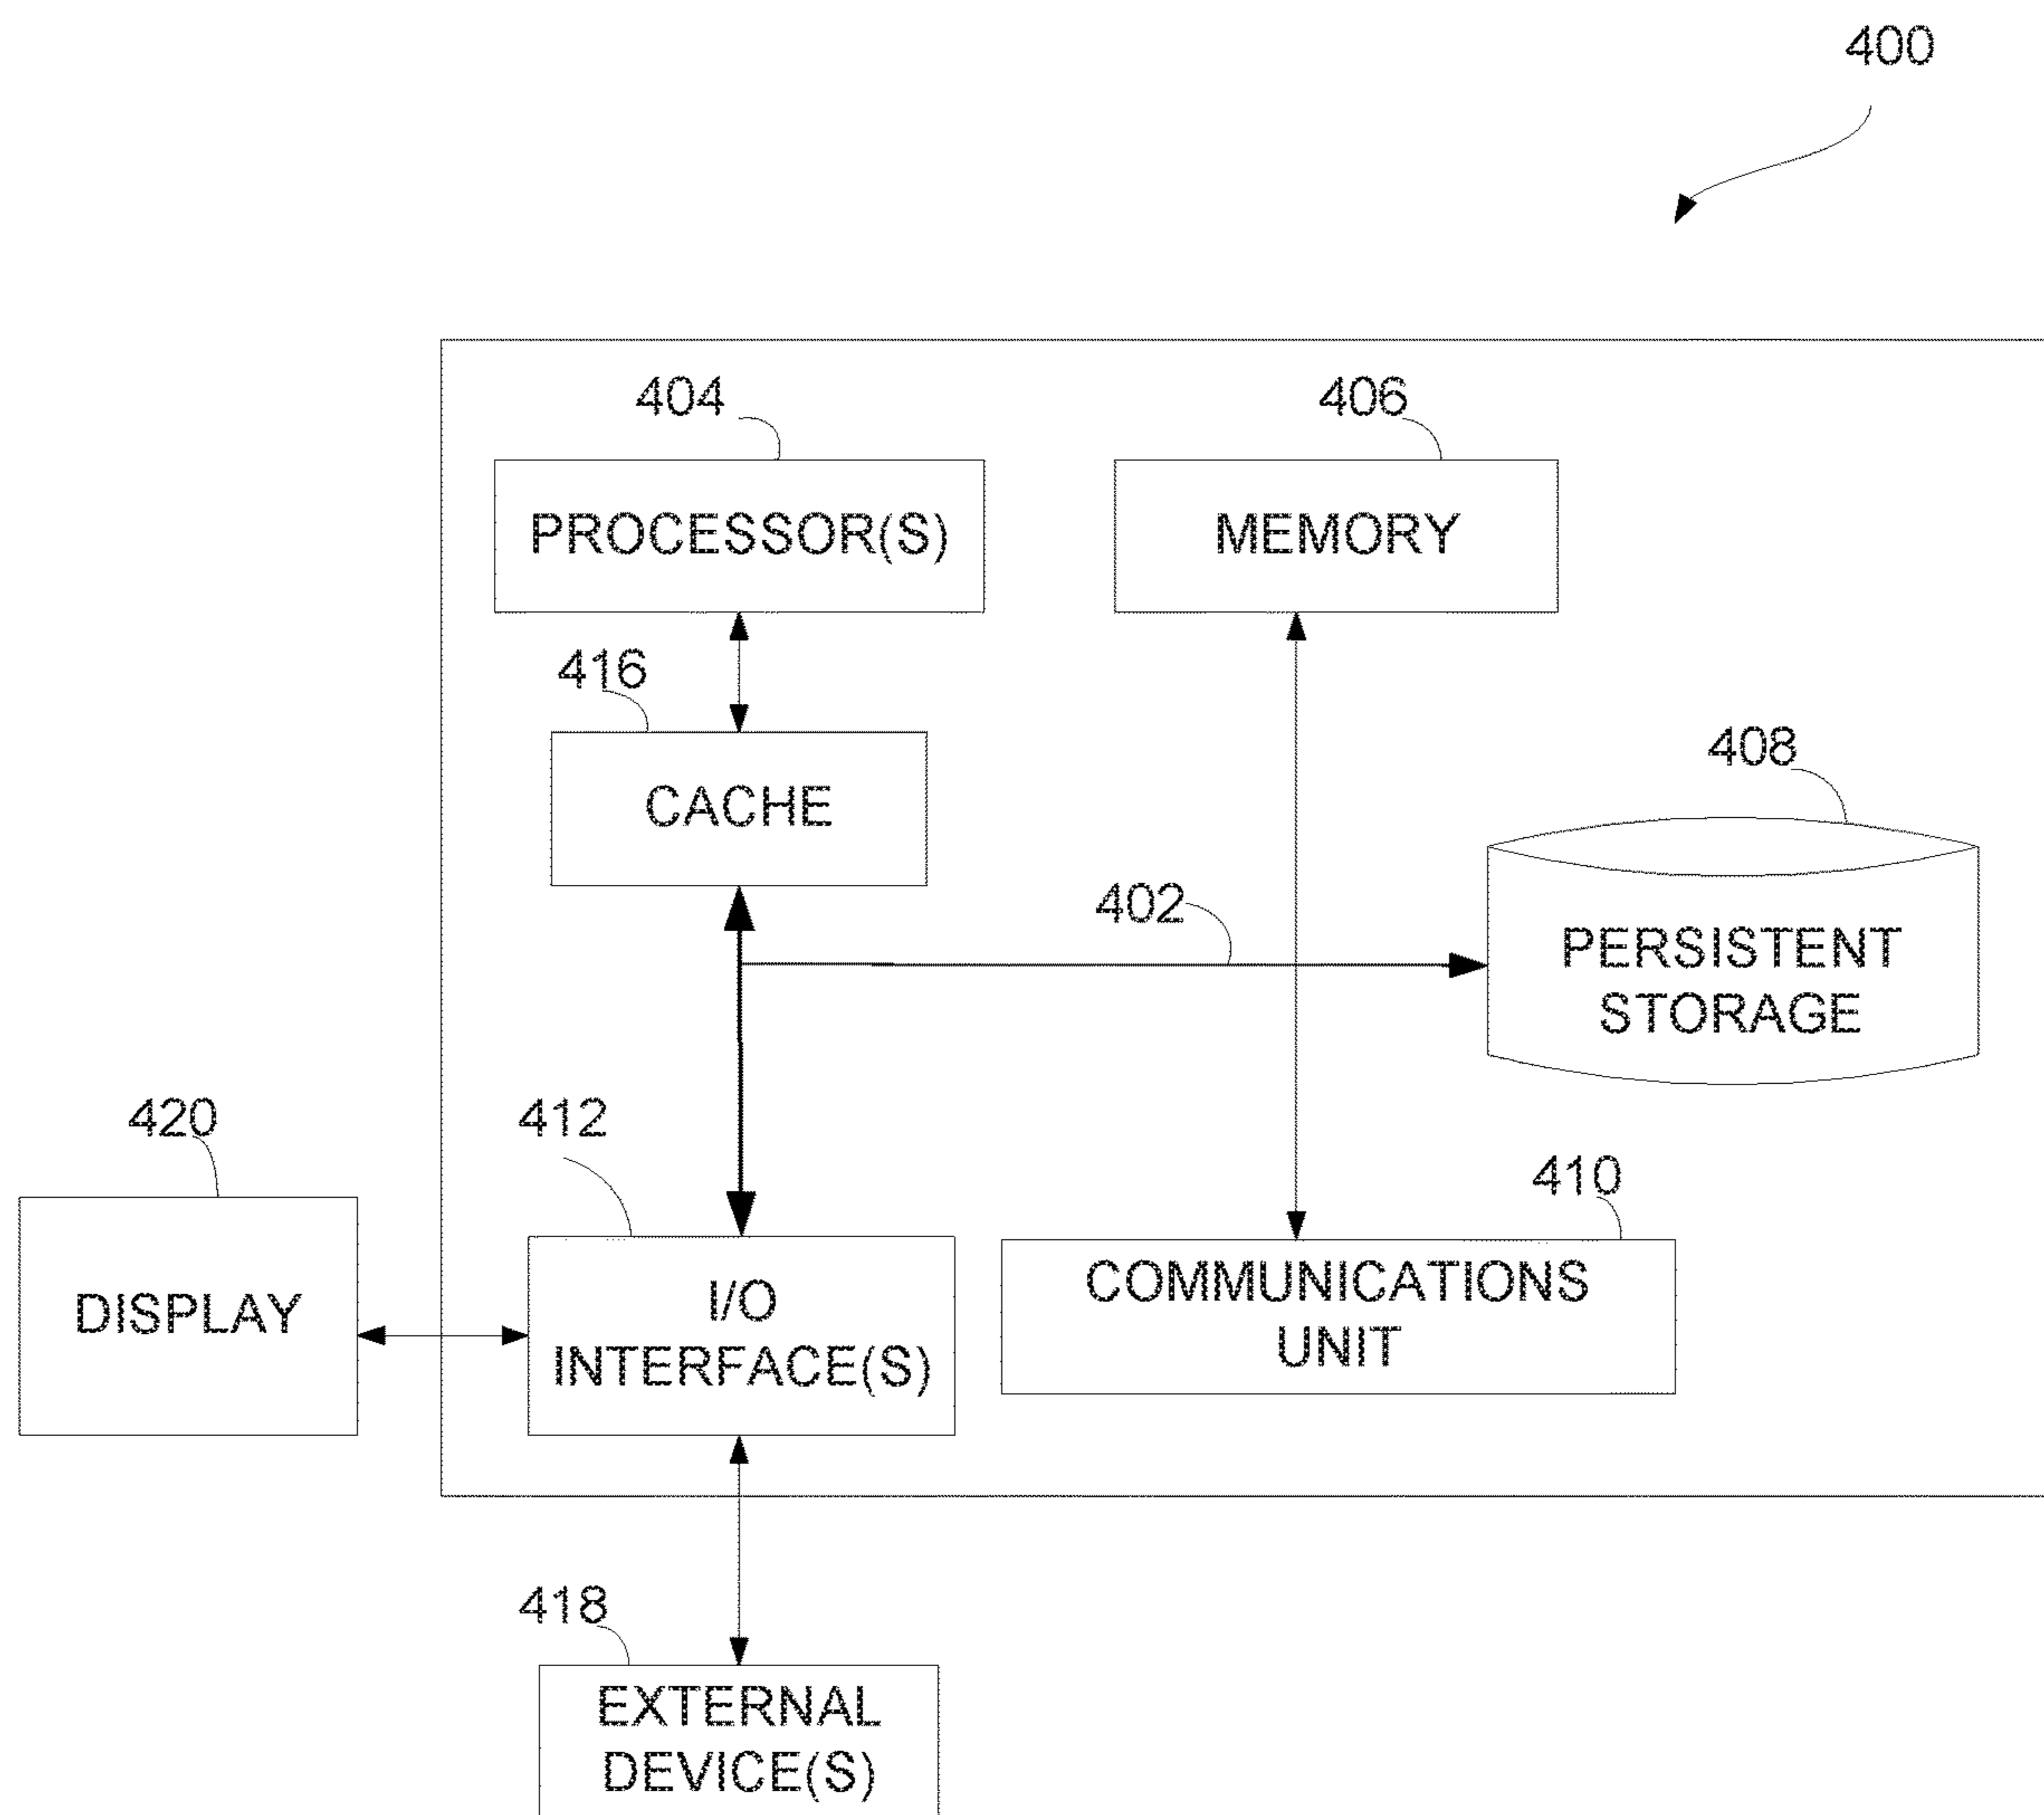 400
404
406
PROCESSOR(S)
MEMORY
416
CACHE
408
402
PERSISTENT
STORAGE
420
412
410
DISPLAY
I/O
INTERFACE(S)
COMMUNICATIONS
UNIT
418
EXTERNAL
DEVICE(S)